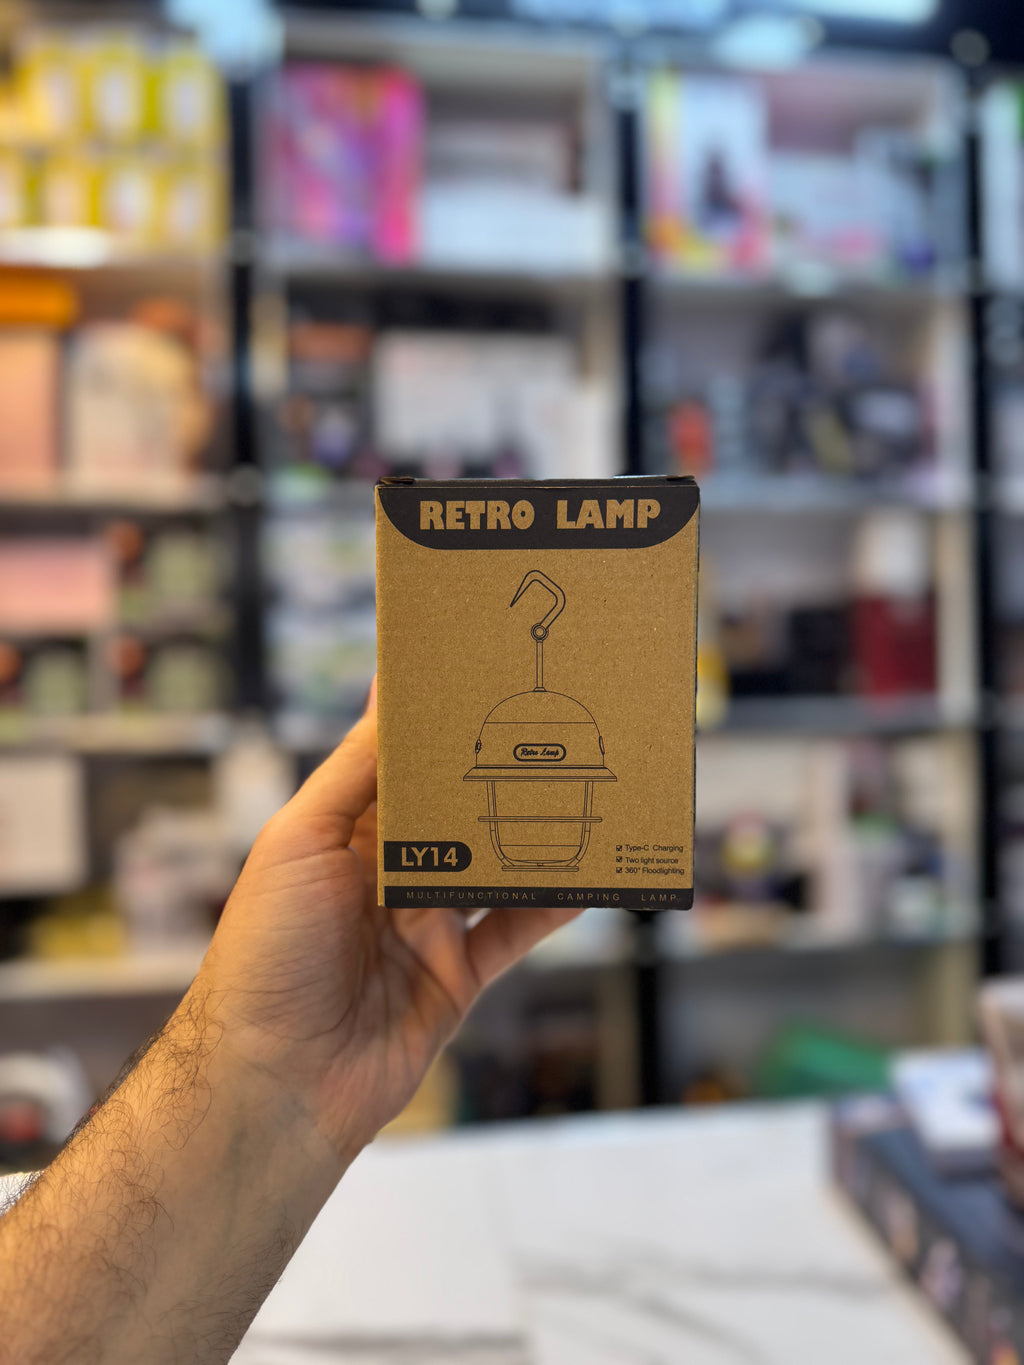 RETRO LAMP
Retro Lamp
LY14
☑ Type-C Charging
☑ Two light source
☑ 360° Floodlighting
MULTIFUNCTIONAL CAMPING LAMP